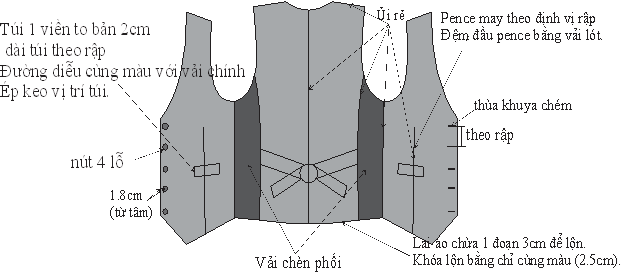 Túi 1 viền to bản 2cm
dài túi theo rập
Đường diễu cùng màu với vải chính
Ép keo vị trí túi.
nút 4 lỗ
1.8cm
(từ tâm)
Vải chèn phối
Ủi rẽ
Pence may theo định vị rập
Đệm đầu pence bằng vải lót.
thùa khuya chém
theo rập
Lai áo chừa 1 đoạn 3cm để lộn.
Khóa lộn bằng chỉ cùng màu (2.5cm).